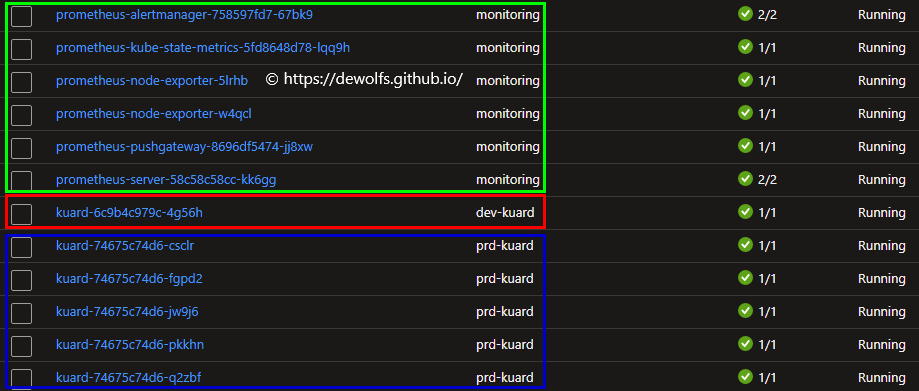 prometheus-alertmanager-758597fd7-67bk9 monitoring 2/2 Running
prometheus-kube-state-metrics-5fd8648d78-lqq9h monitoring 1/1 Running
prometheus-node-exporter-5lrhb © https://dewolfs.github.io/ monitoring 1/1 Running
prometheus-node-exporter-w4qcl monitoring 1/1 Running
prometheus-pushgateway-8696df5474-jj8xw monitoring 1/1 Running
prometheus-server-58c58c58cc-kk6gg monitoring 2/2 Running
kuard-6c9b4c979c-4g56h dev-kuard 1/1 Running
kuard-74675c74d6-csclr prd-kuard 1/1 Running
kuard-74675c74d6-fgpd2 prd-kuard 1/1 Running
kuard-74675c74d6-jw9j6 prd-kuard 1/1 Running
kuard-74675c74d6-pkkhn prd-kuard 1/1 Running
kuard-74675c74d6-q2zbf prd-kuard 1/1 Running